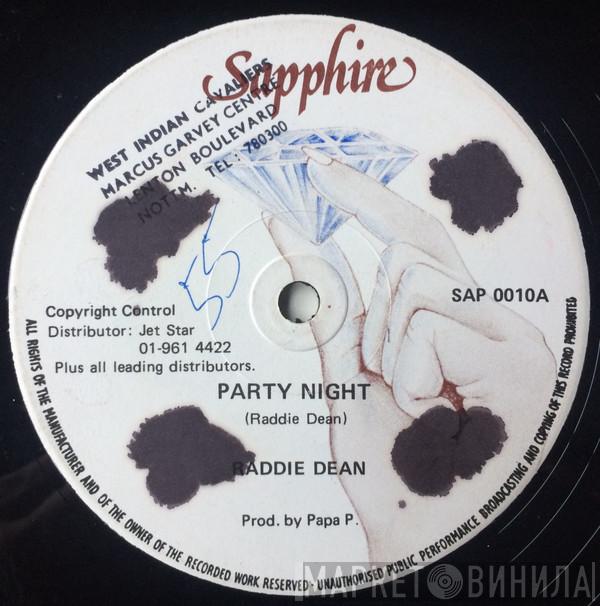 Sapphire
WEST INDIAN CAVALIERS
MARCUS GARVEY CENTRE
LENTON BOULEVARD
NOTTM. TEL: 780300
55
SAP 0010A
Copyright Control
Distributor: Jet Star
01-961 4422
Plus all leading distributors.
PARTY NIGHT
(Raddie Dean)
RADDIE DEAN
Prod. by Papa P.
ALL RIGHTS OF THE MANUFACTURER AND OF THE OWNER OF THE RECORDED WORK RESERVED · UNAUTHORISED PUBLIC PERFORMANCE BROADCASTING AND COPYING OF THIS RECORD PROHIBITED
МАРКЕТ ВИНИЛА!